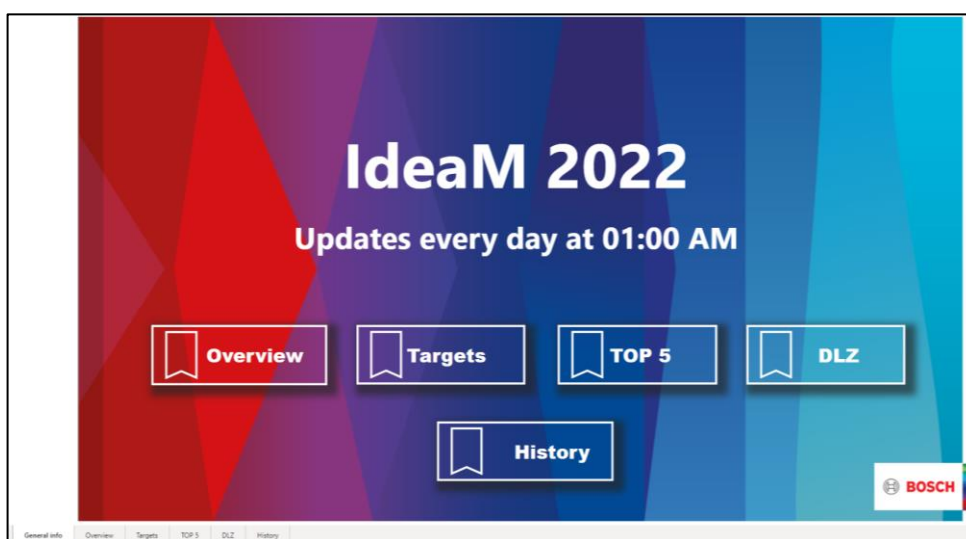 IdeaM 2022
Updates every day at 01:00 AM
Overview Targets TOP 5 DLZ
History
BOSCH
General info Overview Targets TOP 5 DLZ History